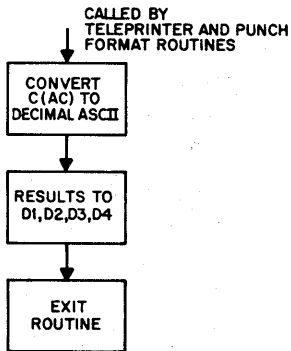 CALLED BY
TELEPRINTER AND PUNCH
FORMAT ROUTINES
CONVERT
C(AC) TO
DECIMAL ASCII
RESULTS TO
D1,D2,D3,D4
EXIT
ROUTINE